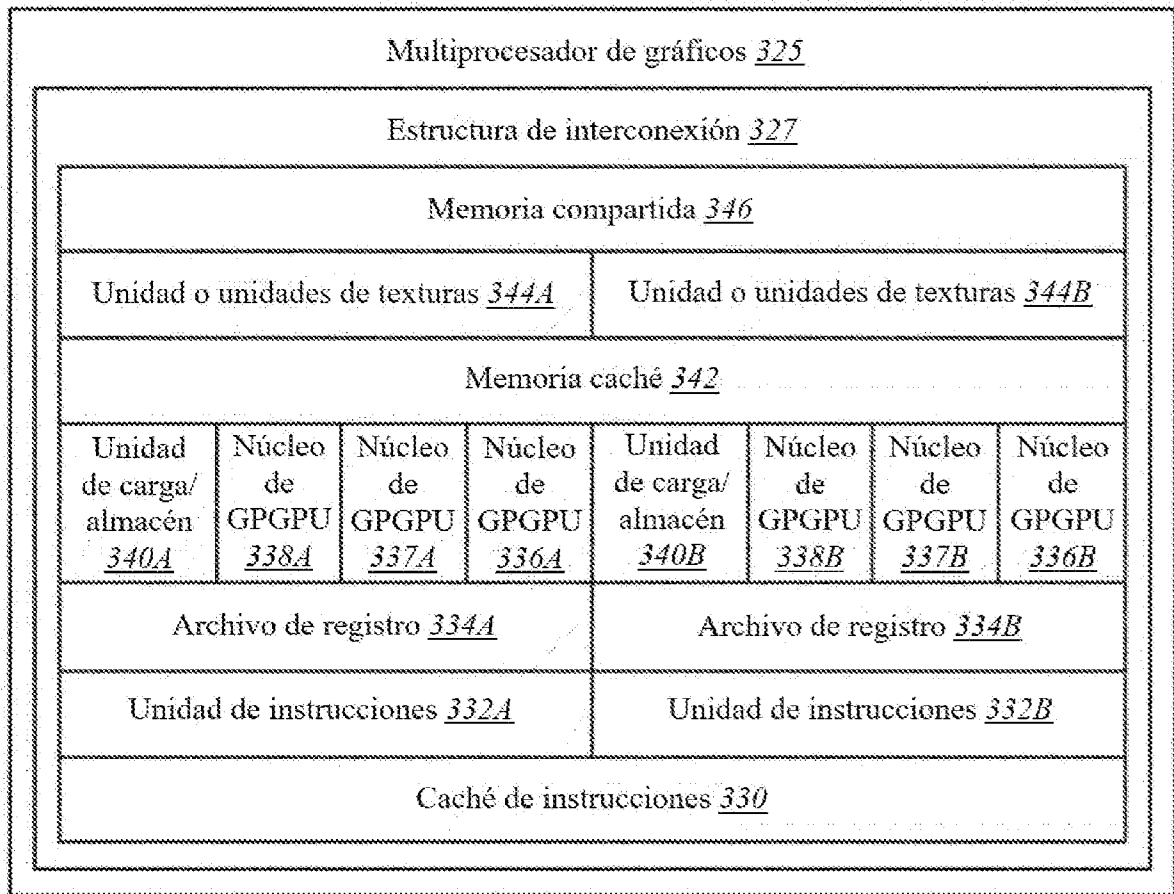 Multiprocesador de gráficos 325
Estructura de interconexión 327
Memoria compartida 346
Unidad o unidades de texturas 344A
Unidad o unidades de texturas 344B
Memoria caché 342
Unidad
de carga/
almacén
340A
Núcleo
de
GPGPU
338A
Núcleo
de
GPGPU
337A
Núcleo
de
GPGPU
336A
Unidad
de carga/
almacén
340B
Núcleo
de
GPGPU
338B
Núcleo
de
GPGPU
337B
Núcleo
de
GPGPU
336B
Archivo de registro 334A
Archivo de registro 334B
Unidad de instrucciones 332A
Unidad de instrucciones 332B
Caché de instrucciones 330